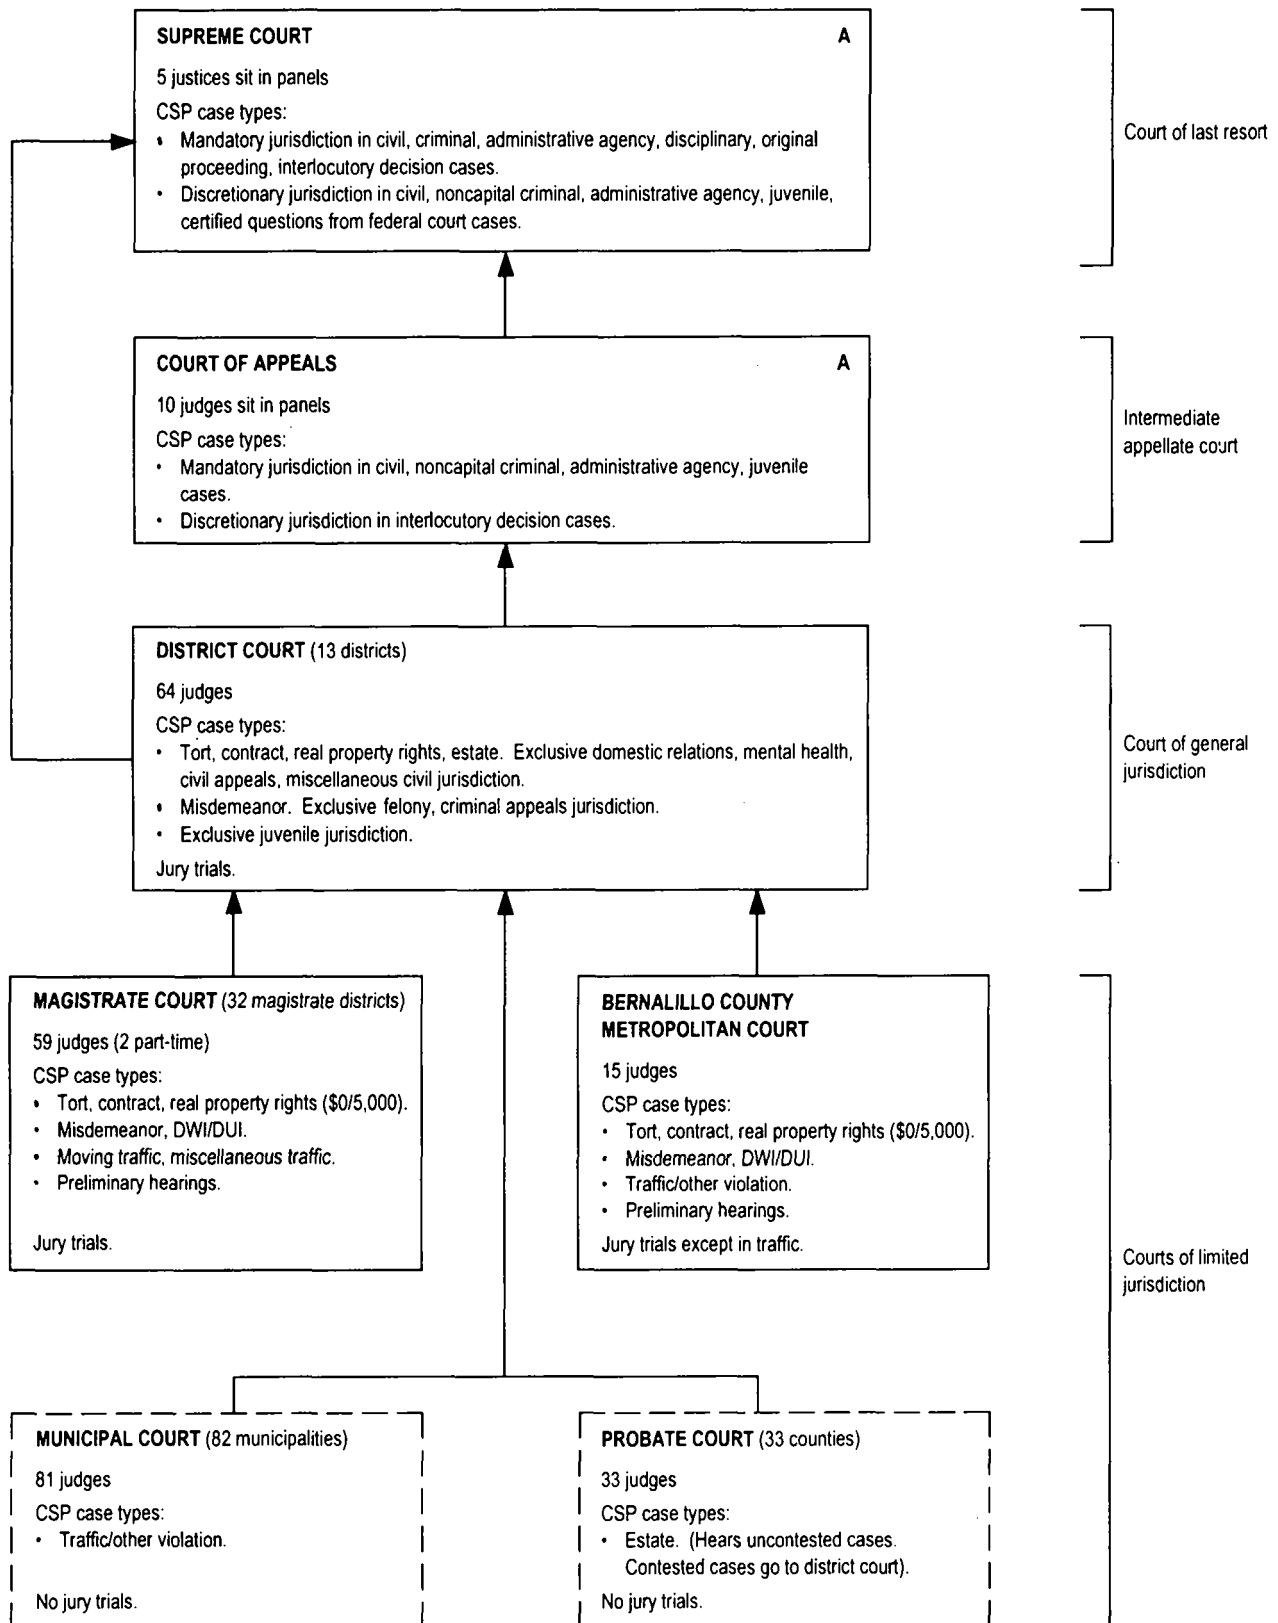 SUPREME COURT A
5 justices sit in panels
CSP case types:
• Mandatory jurisdiction in civil, criminal, administrative agency, disciplinary, original
proceeding, interlocutory decision cases.
• Discretionary jurisdiction in civil, noncapital criminal, administrative agency, juvenile,
certified questions from federal court cases.
Court of last resort
COURT OF APPEALS A
10 judges sit in panels
CSP case types:
• Mandatory jurisdiction in civil, noncapital criminal, administrative agency, juvenile
cases.
• Discretionary jurisdiction in interlocutory decision cases.
Intermediate
appellate court
DISTRICT COURT (13 districts)
64 judges
CSP case types:
• Tort, contract, real property rights, estate. Exclusive domestic relations, mental health,
civil appeals, miscellaneous civil jurisdiction.
• Misdemeanor. Exclusive felony, criminal appeals jurisdiction.
• Exclusive juvenile jurisdiction.
Jury trials.
Court of general
jurisdiction
MAGISTRATE COURT (32 magistrate districts)
59 judges (2 part-time)
CSP case types:
• Tort, contract, real property rights ($0/5,000).
• Misdemeanor, DWI/DUI.
• Moving traffic, miscellaneous traffic.
• Preliminary hearings.
Jury trials.
BERNALILLO COUNTY
METROPOLITAN COURT
15 judges
CSP case types:
• Tort, contract, real property rights ($0/5,000).
• Misdemeanor, DWI/DUI.
• Traffic/other violation.
• Preliminary hearings.
Jury trials except in traffic.
Courts of limited
jurisdiction
MUNICIPAL COURT (82 municipalities)
81 judges
CSP case types:
• Traffic/other violation.
No jury trials.
PROBATE COURT (33 counties)
33 judges
CSP case types:
• Estate. (Hears uncontested cases.
Contested cases go to district court).
No jury trials.